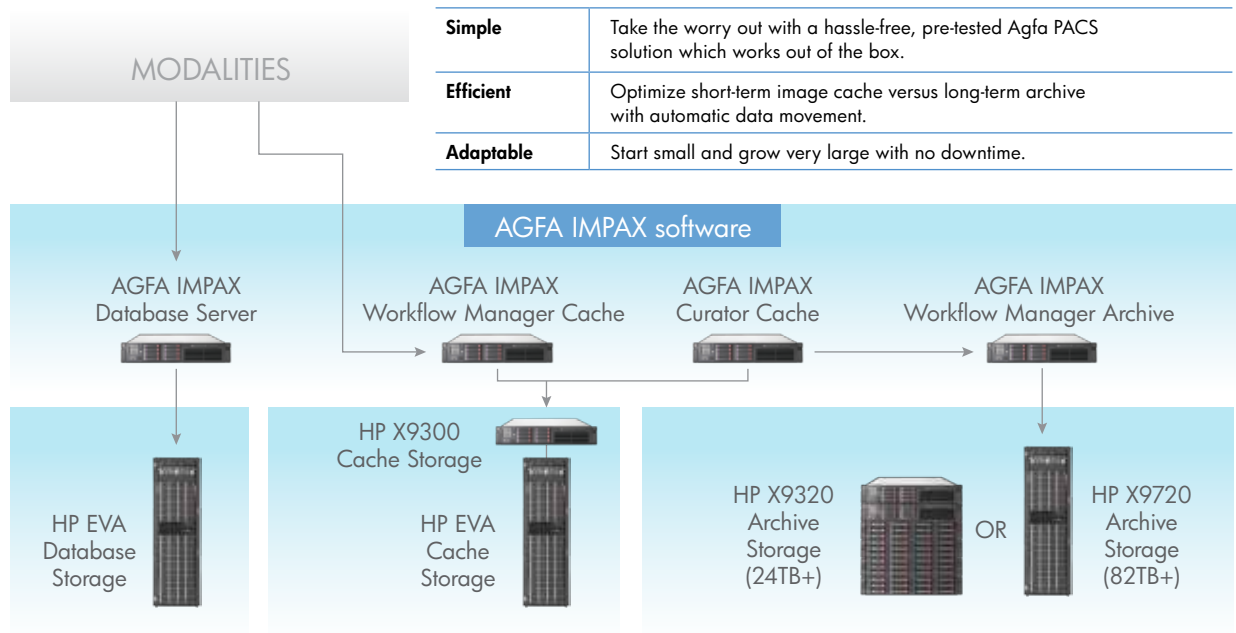 MODALITIES
Simple
Take the worry out with a hassle-free, pre-tested Agfa PACS
solution which works out of the box.
Efficient
Optimize short-term image cache versus long-term archive
with automatic data movement.
Adaptable
Start small and grow very large with no downtime.
AGFA IMPAX software
AGFA IMPAX
Database Server
AGFA IMPAX
Workflow Manager Cache
AGFA IMPAX
Curator Cache
AGFA IMPAX
Workflow Manager Archive
HP EVA
Database
Storage
HP X9300
Cache Storage
HP EVA
Cache
Storage
HP X9320
Archive
Storage
(24TB+)
OR
HP X9720
Archive
Storage
(82TB+)